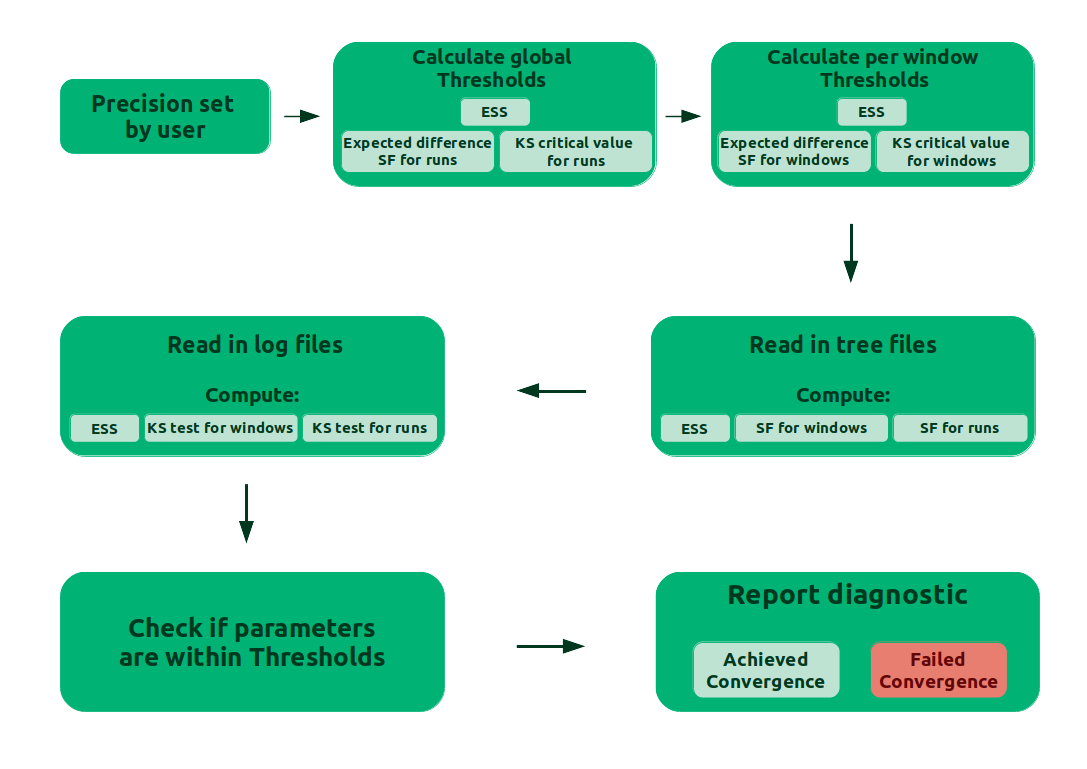 Precision set
by user
Calculate global
Thresholds
ESS
Expected difference
SF for runs
KS critical value
for runs
Calculate per window
Thresholds
ESS
Expected difference
SF for windows
KS critical value
for windows
Read in tree files
Compute:
ESS
SF for windows
SF for runs
Read in log files
Compute:
ESS
KS test for windows
KS test for runs
Check if parameters
are within Thresholds
Report diagnostic
Achieved
Convergence
Failed
Convergence